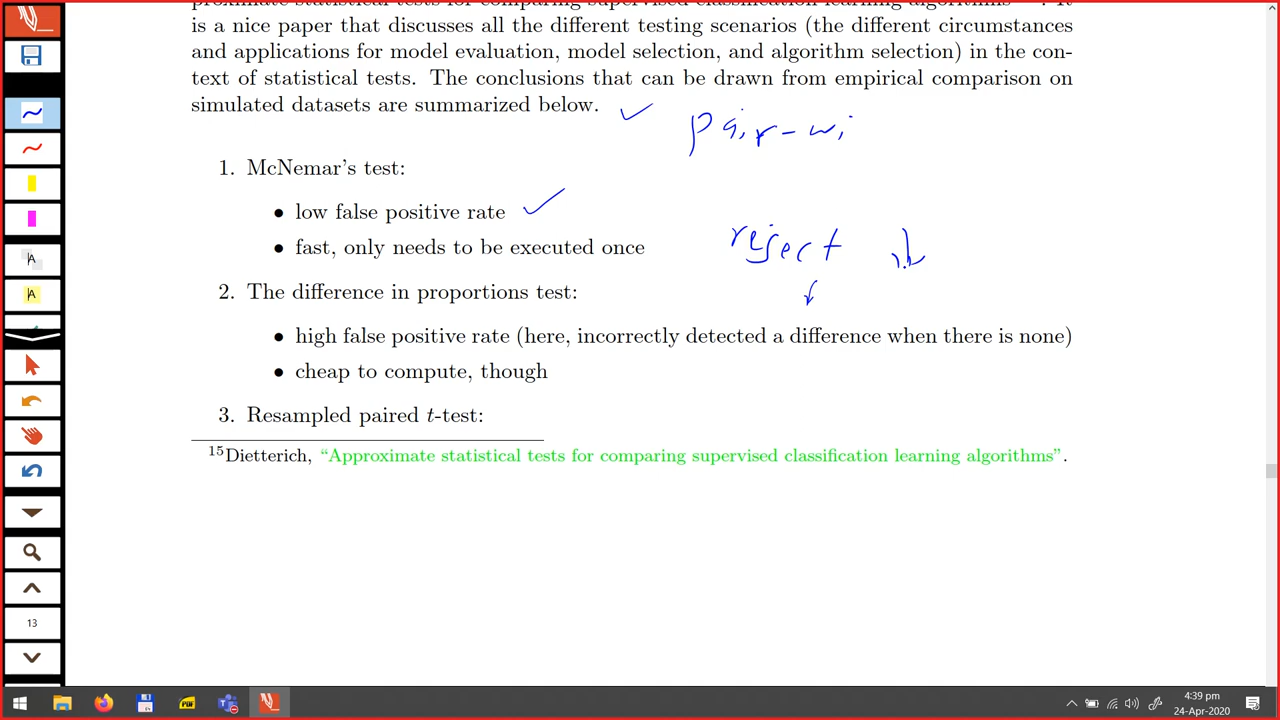 proximate statistical tests for comparing supervised classification learning algorithms
is a nice paper that discusses all the different testing scenarios (the different circumstances
and applications for model evaluation, model selection, and algorithm selection) in the con-
text of statistical tests. The conclusions that can be drawn from empirical comparison on
simulated datasets are summarized below.
pair-wi
1. McNemar's test:
• low false positive rate
• fast, only needs to be executed once
reject
2. The difference in proportions test:
• high false positive rate (here, incorrectly detected a difference when there is none)
• cheap to compute, though
3. Resampled paired t-test:
15Dietterich, “Approximate statistical tests for comparing supervised classification learning algorithms”.
A
A
13
PDF
4:39 pm
24-Apr-2020